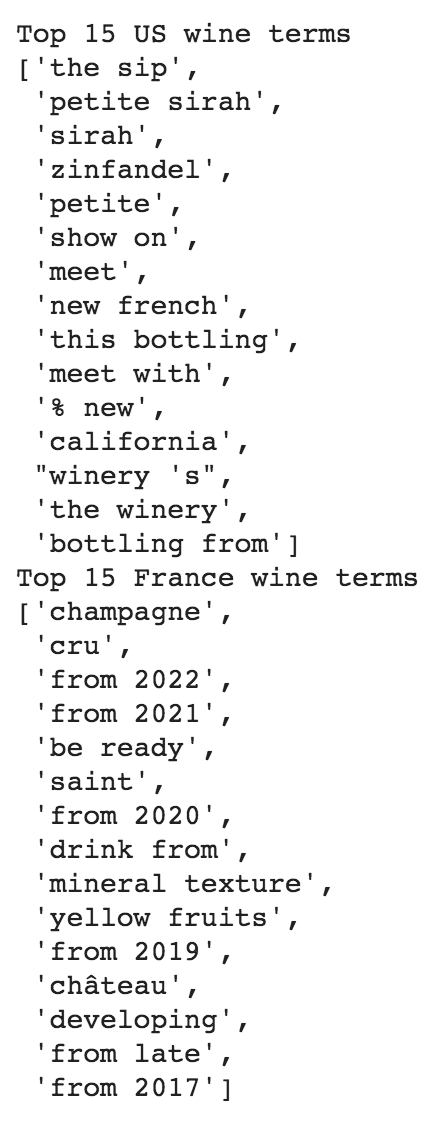 Top 15 US wine terms
['the sip',
 'petite sirah',
 'sirah',
 'zinfandel',
 'petite',
 'show on',
 'meet',
 'new french',
 'this bottling',
 'meet with',
 '% new',
 'california',
 "winery 's",
 'the winery',
 'bottling from']
Top 15 France wine terms
['champagne',
 'cru',
 'from 2022',
 'from 2021',
 'be ready',
 'saint',
 'from 2020',
 'drink from',
 'mineral texture',
 'yellow fruits',
 'from 2019',
 'château',
 'developing',
 'from late',
 'from 2017']